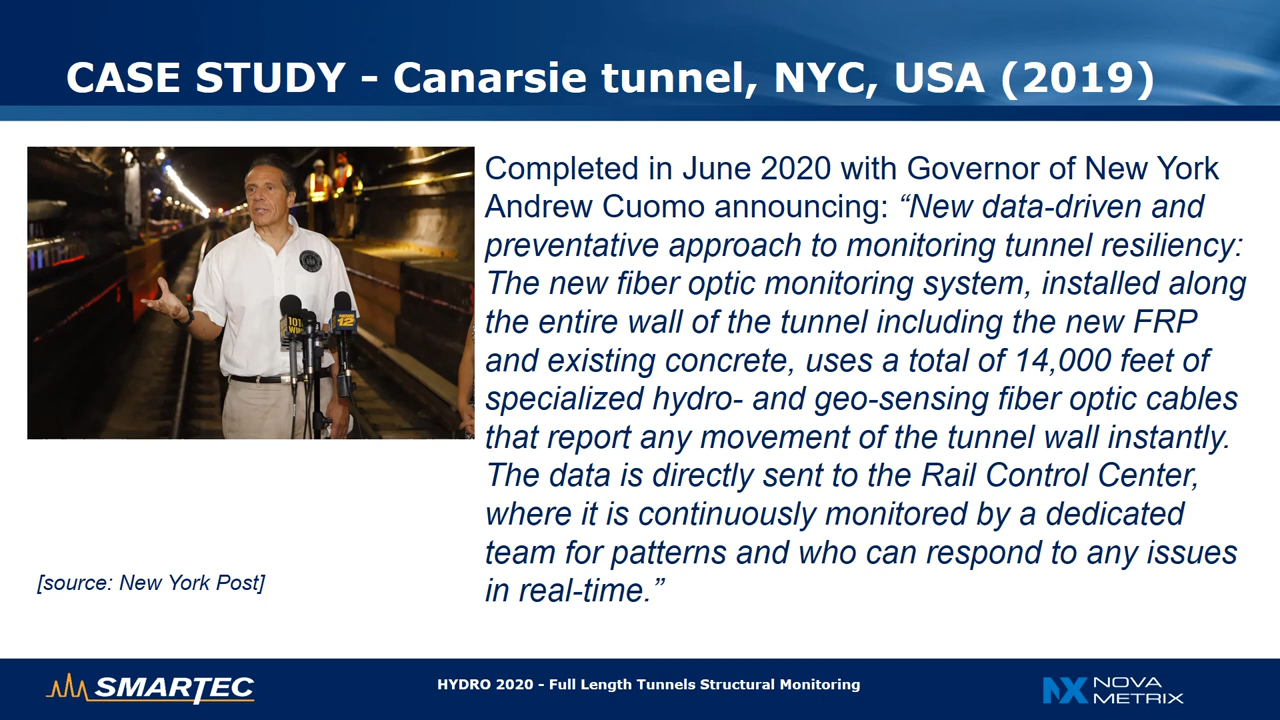 CASE STUDY - Canarsie tunnel, NYC, USA (2019)
Completed in June 2020 with Governor of New York
Andrew Cuomo announcing: “New data-driven and
preventative approach to monitoring tunnel resiliency:
The new fiber optic monitoring system, installed along
the entire wall of the tunnel including the new FRP
and existing concrete, uses a total of 14,000 feet of
specialized hydro- and geo-sensing fiber optic cables
that report any movement of the tunnel wall instantly.
The data is directly sent to the Rail Control Center,
where it is continuously monitored by a dedicated
team for patterns and who can respond to any issues
in real-time.”
[source: New York Post]
SMARTEC
HYDRO 2020 - Full Length Tunnels Structural Monitoring
NX NOVA
METRIX
12